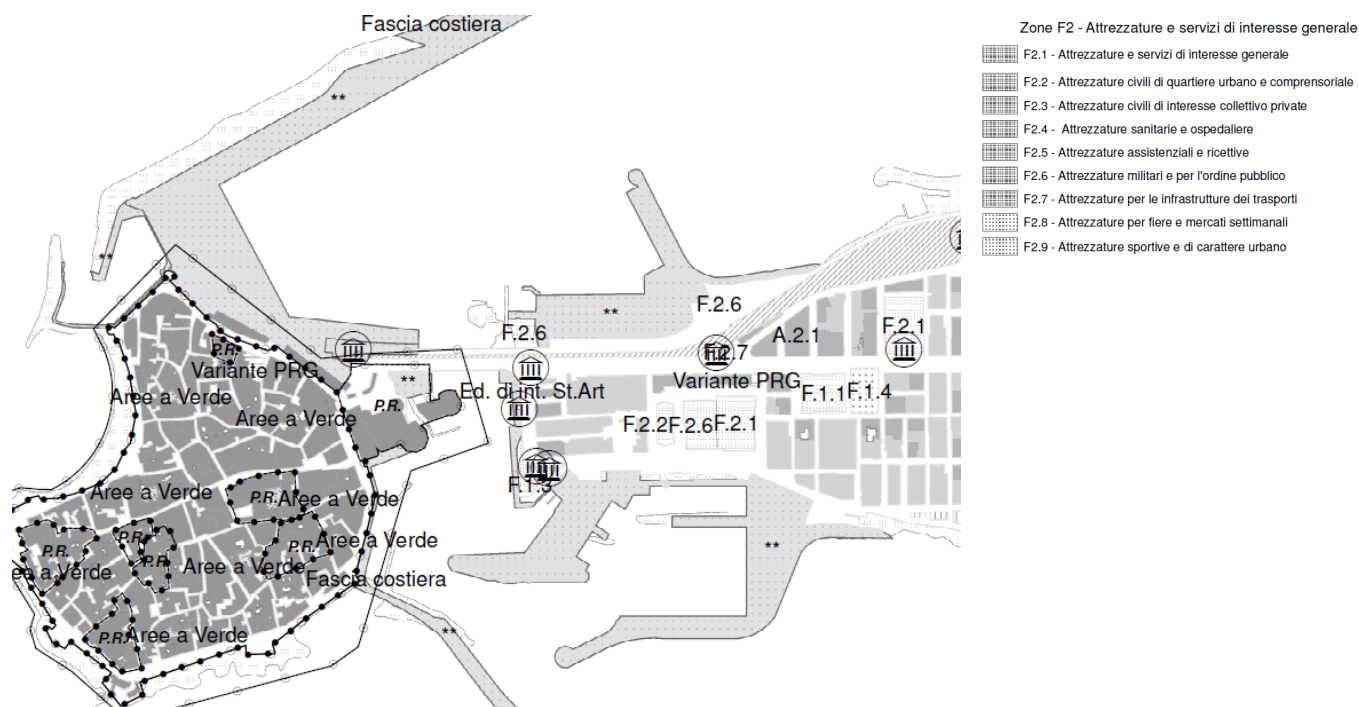 Fascia costiera
Zone F2 - Attrezzature e servizi di interesse generale
F2.1 - Attrezzature e servizi di interesse generale
F2.2 - Attrezzature civili di quartiere urbano e comprensoriale
F2.3 - Attrezzature civili di interesse collettivo private
F2.4 - Attrezzature sanitarie e ospedaliere
F2.5 - Attrezzature assistenziali e ricettive
F2.6 - Attrezzature militari e per l'ordine pubblico
F2.7 - Attrezzature per le infrastrutture dei trasporti
F2.8 - Attrezzature per fiere e mercati settimanali
F2.9 - Attrezzature sportive e di carattere urbano
**
**
F.2.6
**
F.2.6
F.2.1
A.2.1
P.R.
F.2.7
Variante PRG
**
Variante PRG
Aree a Verde
Ed. di int. St.Art
F.1.1
F.1.4
P.R.
Aree a Verde
F.2.2
F.2.6
F.2.1
Aree a Verde
P.R.
Aree a Verde
F.1.3
P.R.
Aree a Verde
P.R.
P.R.
**
P.R.
ee a Verde
Aree a Verde
Fascia costiera
P.R.
Aree a Verde
**